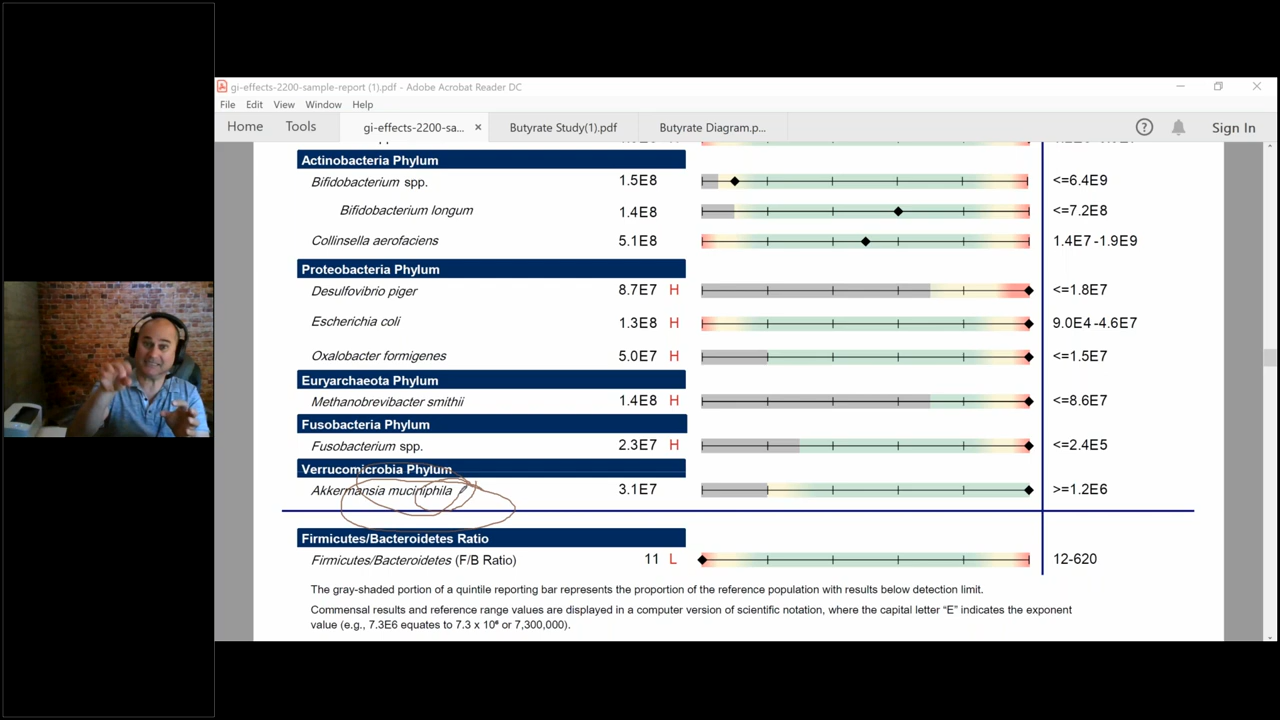 gi-effects-2200-sample-report (1).pdf - Adobe Acrobat Reader DC
File Edit View Window Help
Home Tools gi-effects-2200-sa... × Butyrate Study(1).pdf Butyrate Diagram.p... Sign In
Actinobacteria Phylum
Bifidobacterium spp. 1.5E8 <=6.4E9
Bifidobacterium longum 1.4E8 <=7.2E8
Collinsella aerofaciens 5.1E8 1.4E7 -1.9E9
Proteobacteria Phylum
Desulfovibrio piger 8.7E7 H <=1.8E7
Escherichia coli 1.3E8 H 9.0E4 -4.6E7
Oxalobacter formigenes 5.0E7 H <=1.5E7
Euryarchaeota Phylum
Methanobrevibacter smithii 1.4E8 H <=8.6E7
Fusobacteria Phylum
Fusobacterium spp. 2.3E7 H <=2.4E5
Verrucomicrobia Phylum
Akkermansia muciniphila 3.1E7 >=1.2E6
Firmicutes/Bacteroidetes Ratio
Firmicutes/Bacteroidetes (F/B Ratio) 11 L 12-620
The gray-shaded portion of a quintile reporting bar represents the proportion of the reference population with results below detection limit.
Commensal results and reference range values are displayed in a computer version of scientific notation, where the capital letter “E” indicates the exponent
value (e.g., 7.3E6 equates to 7.3 x 10⁶ or 7,300,000).